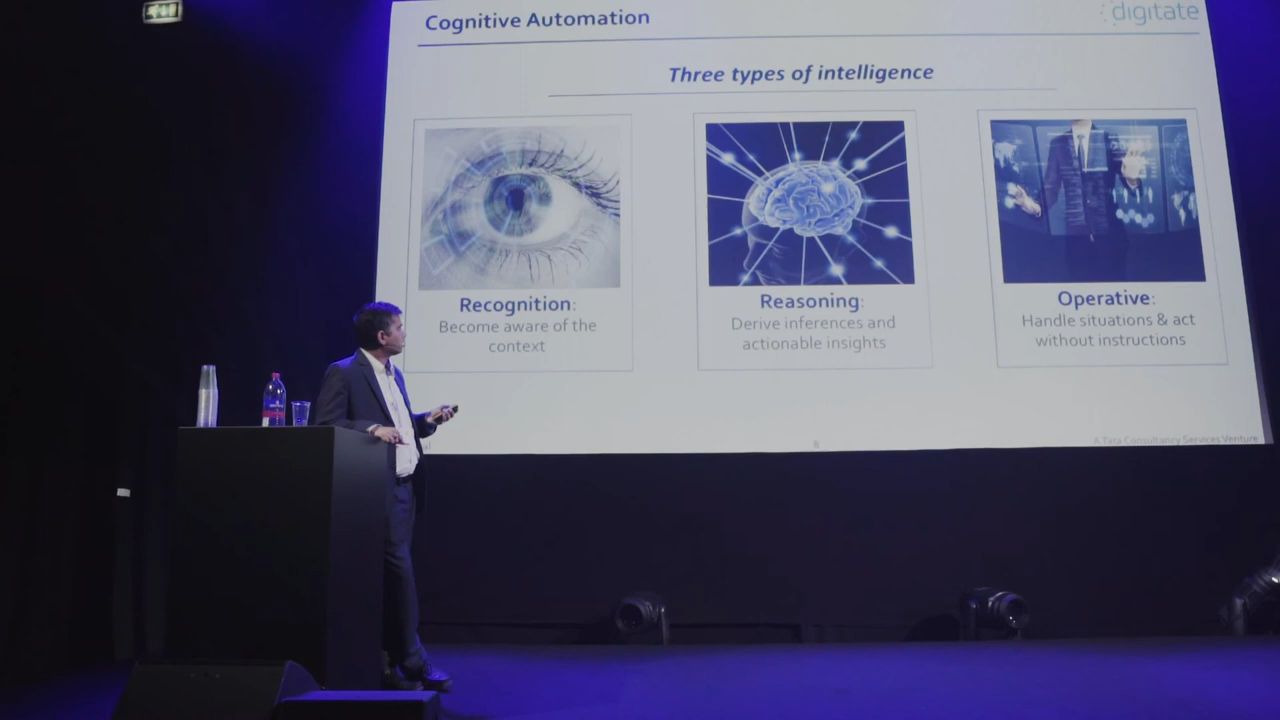 Cognitive Automation
digitate
Three types of intelligence
Recognition:
Become aware of the
context
Reasoning:
Derive inferences and
actionable insights
Operative:
Handle situations & act
without instructions
8
A Tata Consultancy Services Venture